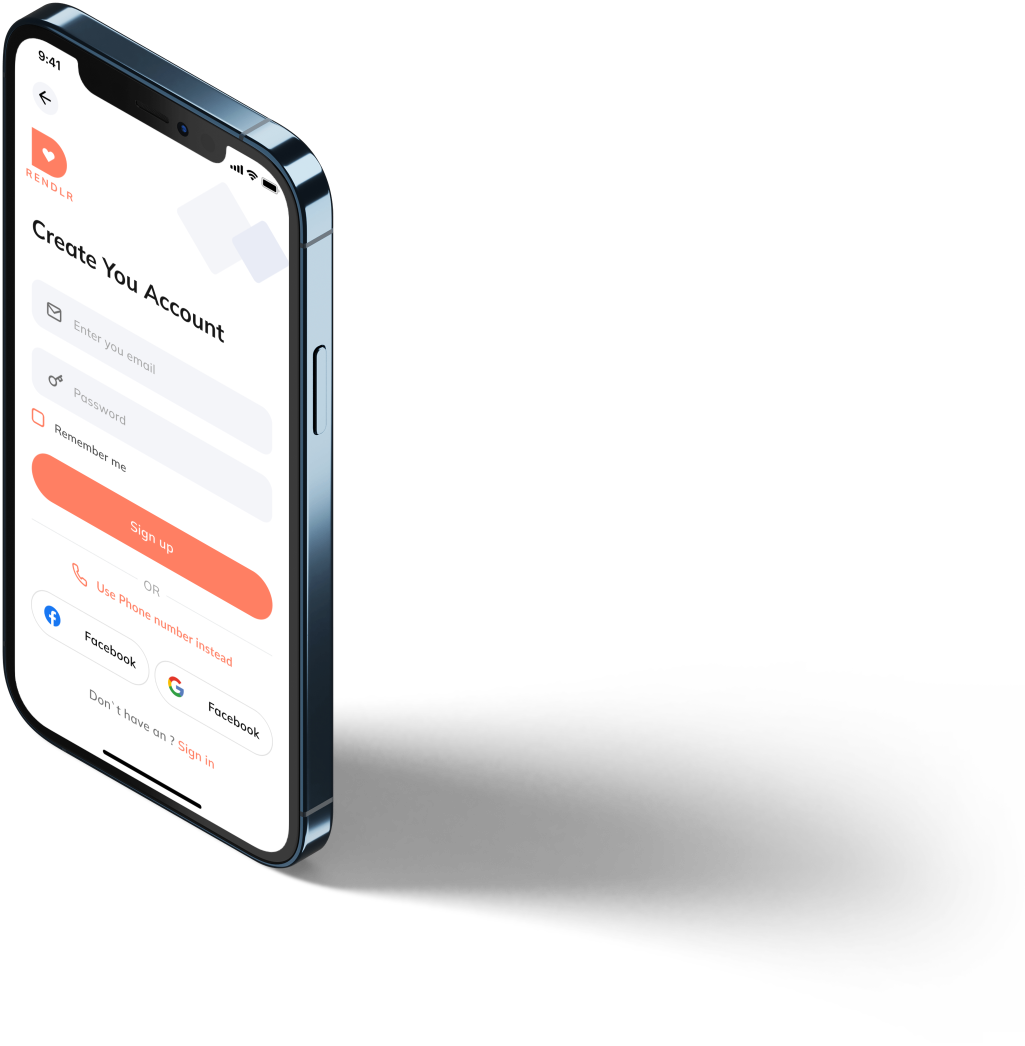 9:41
RENDLR
Create You Account
Enter you email
Password
Remember me
Sign up
OR
Use Phone number instead
Facebook
Facebook
Don`t have an ? Sign in